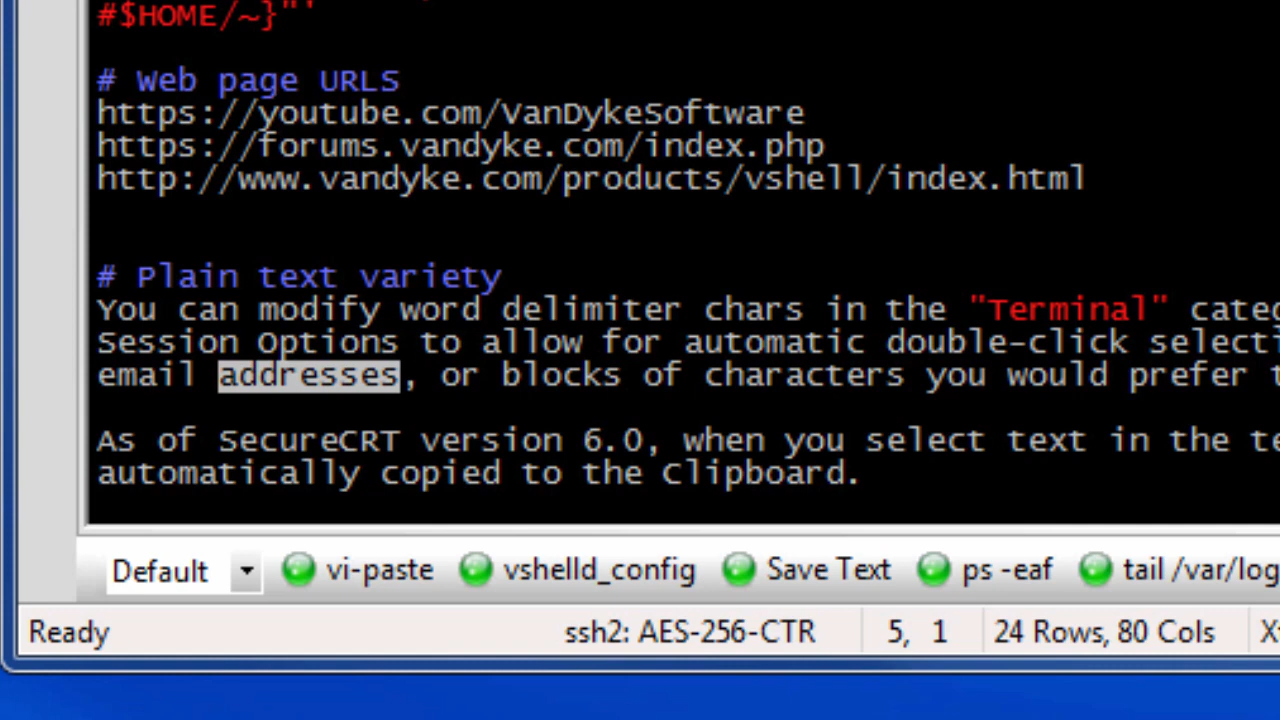 #$HOME/~}"'
# Web page URLS
https://youtube.com/VanDykeSoftware
https://forums.vandyke.com/index.php
http://www.vandyke.com/products/vshell/index.html
# Plain text variety
You can modify word delimiter chars in the "Terminal"
Session Options to allow for automatic double-click
email addresses, or blocks of characters you would prefer
As of SecureCRT version 6.0, when you select text in the
automatically copied to the Clipboard.
Default vi-paste vshelld_config Save Text ps -eaf tail /var/log
Ready ssh2: AES-256-CTR 5, 1 24 Rows, 80 Cols